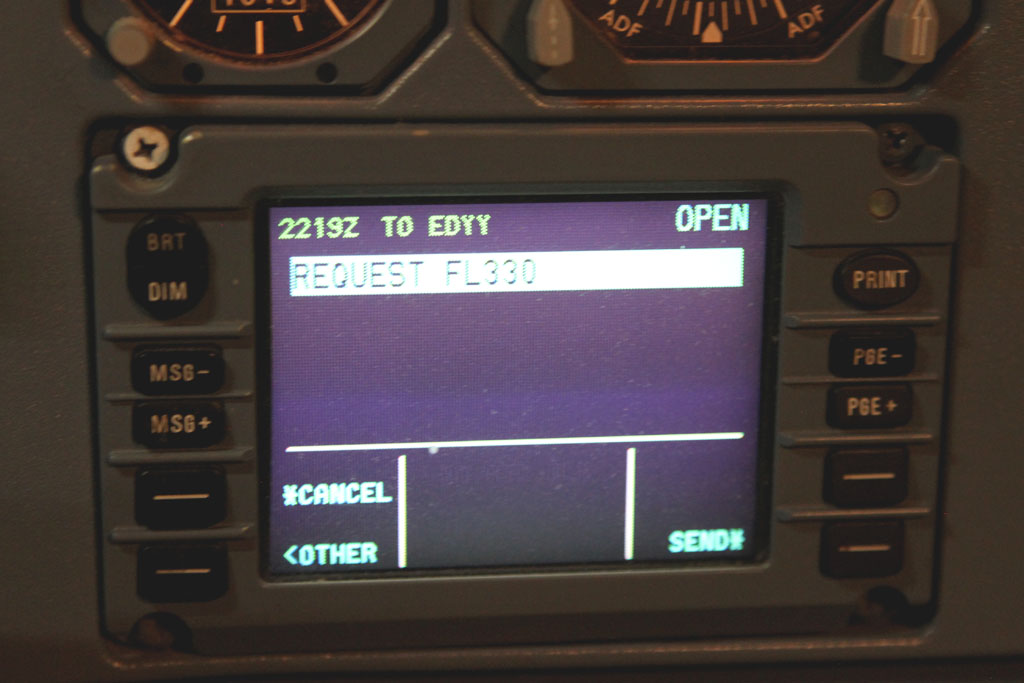 ADF ADF
2219Z TO EDYY OPEN
REQUEST FL330
*CANCEL
<OTHER SEND*
BRT
DIM
MSG-
MSG+
PRINT
PGE-
PGE+